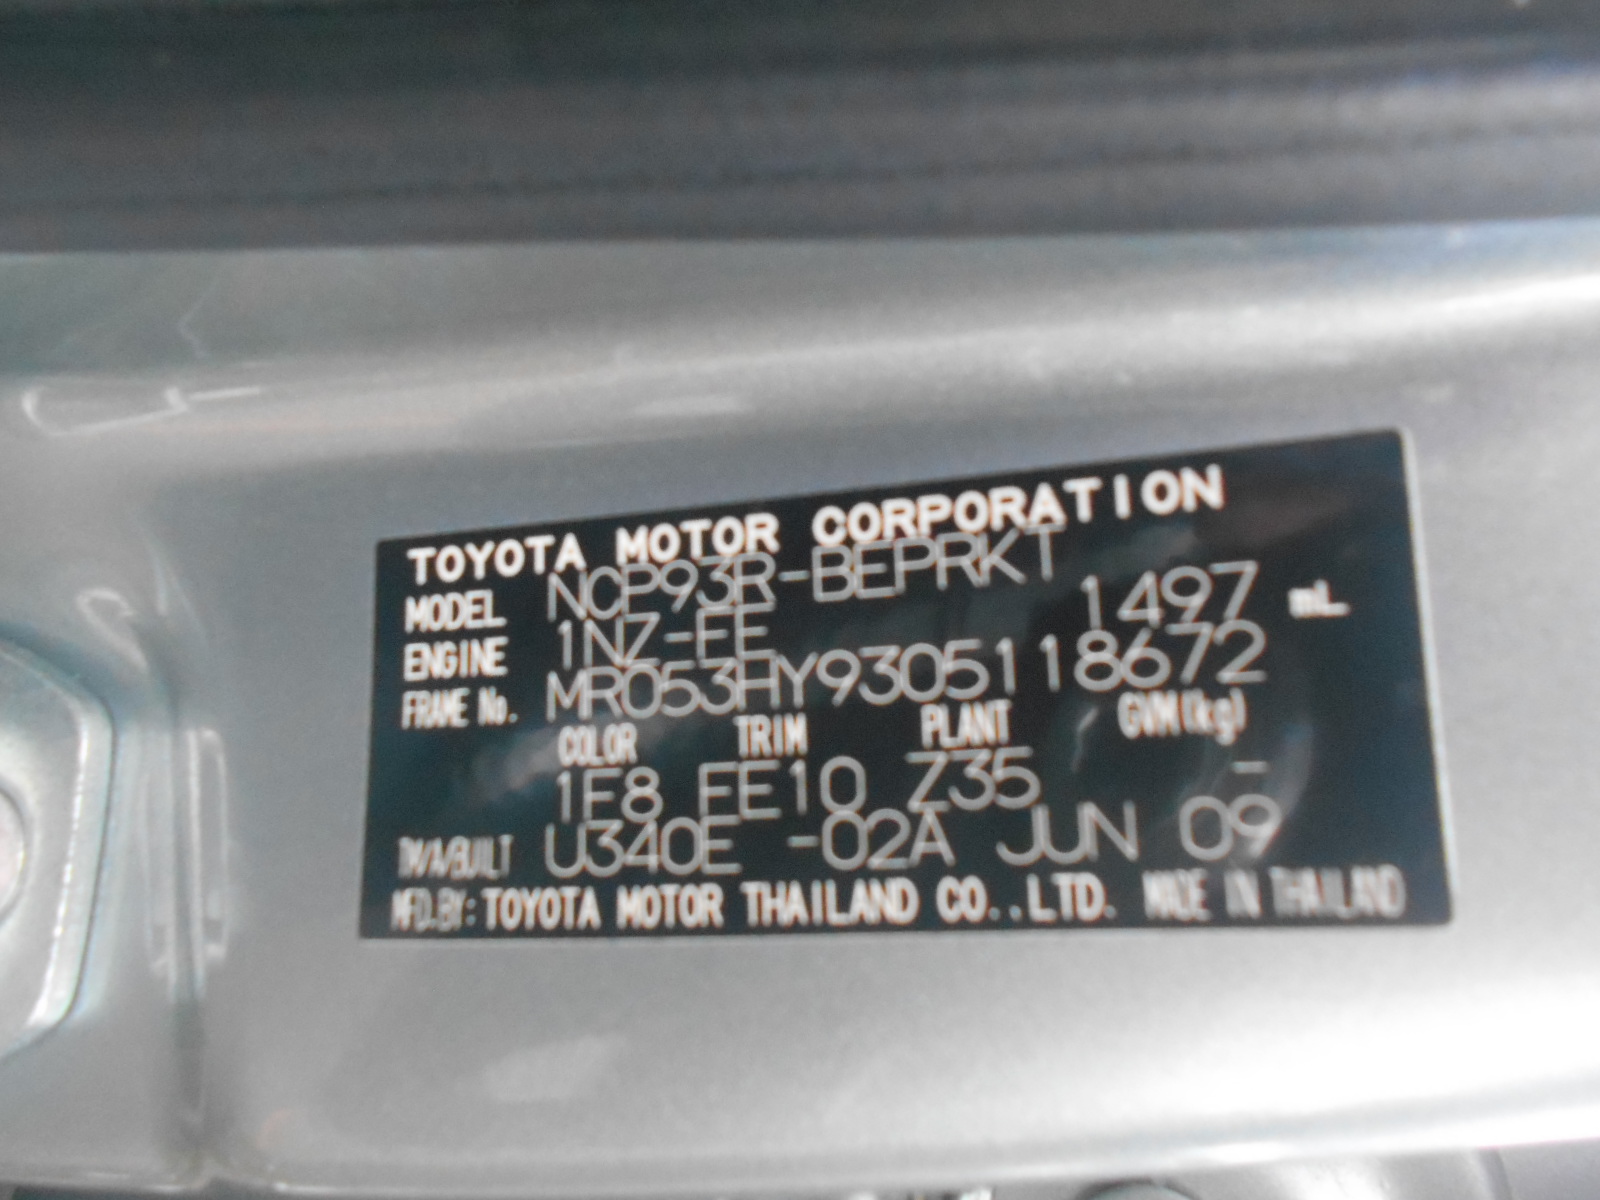 TOYOTA MOTOR CORPORATION
MODEL NCP93R-BEPRKT
ENGINE 1NZ-FE 1497 mL
FRAME No. MR053HY9305118672
COLOR TRIM PLANT GVM(kg)
1F8 FE10 Z35 -
T/M/A/BUILT U340E -02A JUN 09
MFD.BY: TOYOTA MOTOR THAILAND CO.,LTD. MADE IN THAILAND